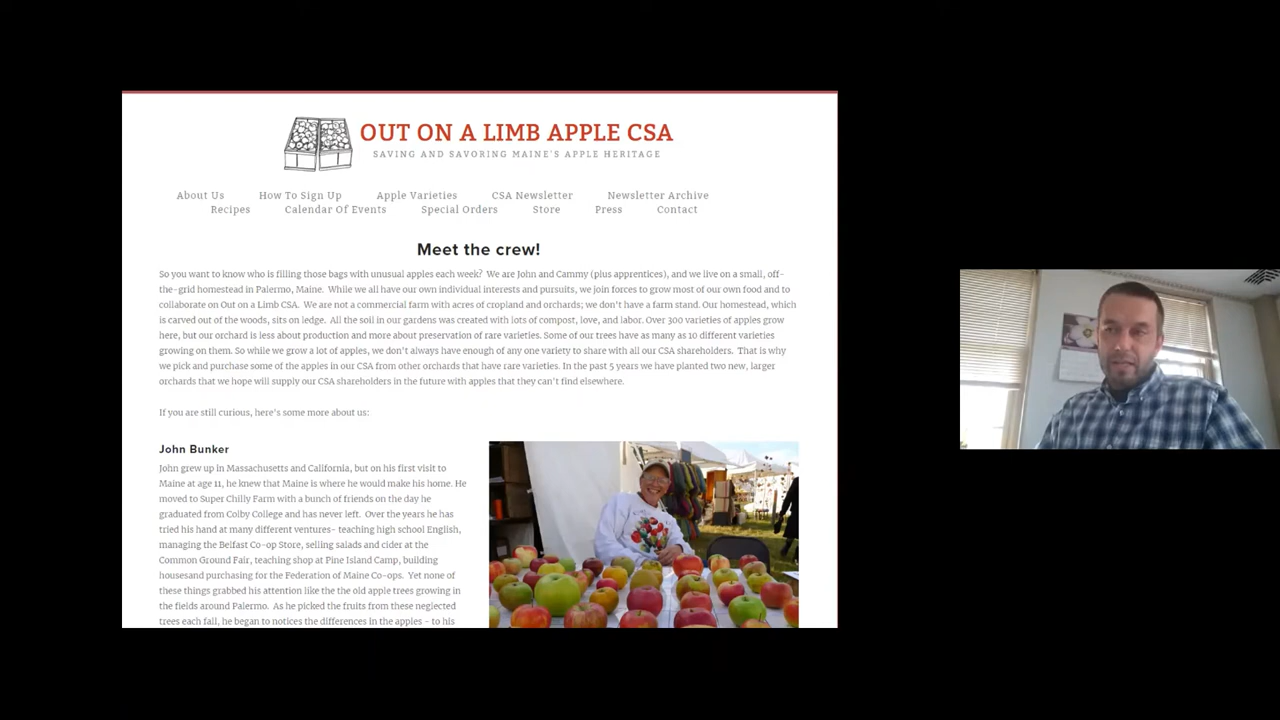 OUT ON A LIMB APPLE CSA
SAVING AND SAVORING MAINE'S APPLE HERITAGE
About Us How To Sign Up Apple Varieties CSA Newsletter Newsletter Archive
Recipes Calendar Of Events Special Orders Store Press Contact
Meet the crew!
So you want to know who is filling those bags with unusual apples each week? We are John and Cammy (plus apprentices), and we live on a small, off-
the-grid homestead in Palermo, Maine. While we all have our own individual interests and pursuits, we join forces to grow most of our own food and to
collaborate on Out on a Limb CSA. We are not a commercial farm with acres of cropland and orchards; we don't have a farm stand. Our homestead, which
is carved out of the woods, sits on ledge. All the soil in our gardens was created with lots of compost, love, and labor. Over 300 varieties of apples grow
here, but our orchard is less about production and more about preservation of rare varieties. Some of our trees have as many as 10 different varieties
growing on them. So while we grow a lot of apples, we don't always have enough of any one variety to share with all our CSA shareholders. That is why
we pick and purchase some of the apples in our CSA from other orchards that have rare varieties. In the past 5 years we have planted two new, larger
orchards that we hope will supply our CSA shareholders in the future with apples that they can't find elsewhere.
If you are still curious, here's some more about us:
John Bunker
John grew up in Massachusetts and California, but on his first visit to
Maine at age 11, he knew that Maine is where he would make his home. He
moved to Super Chilly Farm with a bunch of friends on the day he
graduated from Colby College and has never left. Over the years he has
tried his hand at many different ventures- teaching high school English,
managing the Belfast Co-op Store, selling salads and cider at the
Common Ground Fair, teaching shop at Pine Island Camp, building
housesand purchasing for the Federation of Maine Co-ops. Yet none of
these things grabbed his attention like the the old apple trees growing in
the fields around Palermo. As he picked the fruits from these neglected
trees each fall, he began to notices the differences in the apples - to his